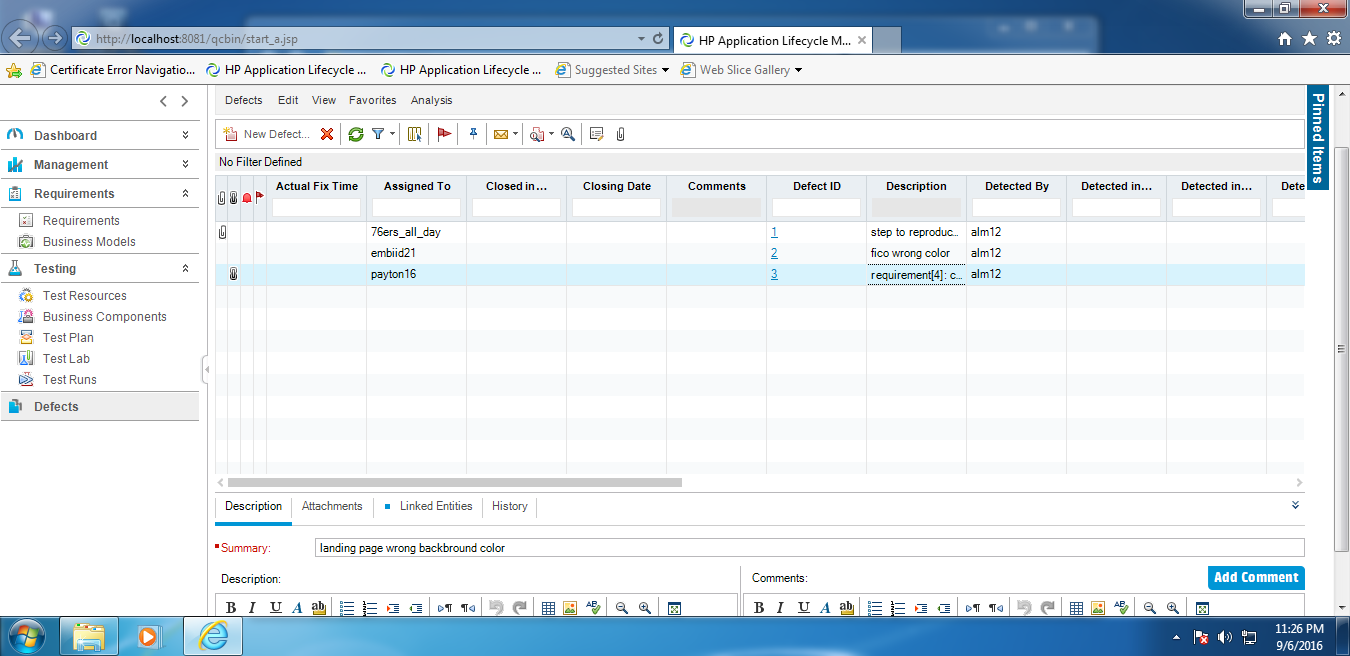 http://localhost:8081/qcbin/start_a.jsp
HP Application Lifecycle M...
Certificate Error Navigatio...
HP Application Lifecycle ...
HP Application Lifecycle ...
Suggested Sites
Web Slice Gallery
Dashboard
Management
Requirements
Requirements
Business Models
Testing
Test Resources
Business Components
Test Plan
Test Lab
Test Runs
Defects
Defects Edit View Favorites Analysis
New Defect...
No Filter Defined
Actual Fix Time Assigned To Closed in... Closing Date Comments Defect ID Description Detected By Detected in... Detected in... Dete
76ers_all_day 1 step to reproduc... alm12
embiid21 2 fico wrong color alm12
payton16 3 requirement[4]: c... alm12
Pinned Items
Description Attachments Linked Entities History
Summary: landing page wrong backbround color
Description:
Comments:
Add Comment
B I U A ab
B I U A ab
11:26 PM
9/6/2016